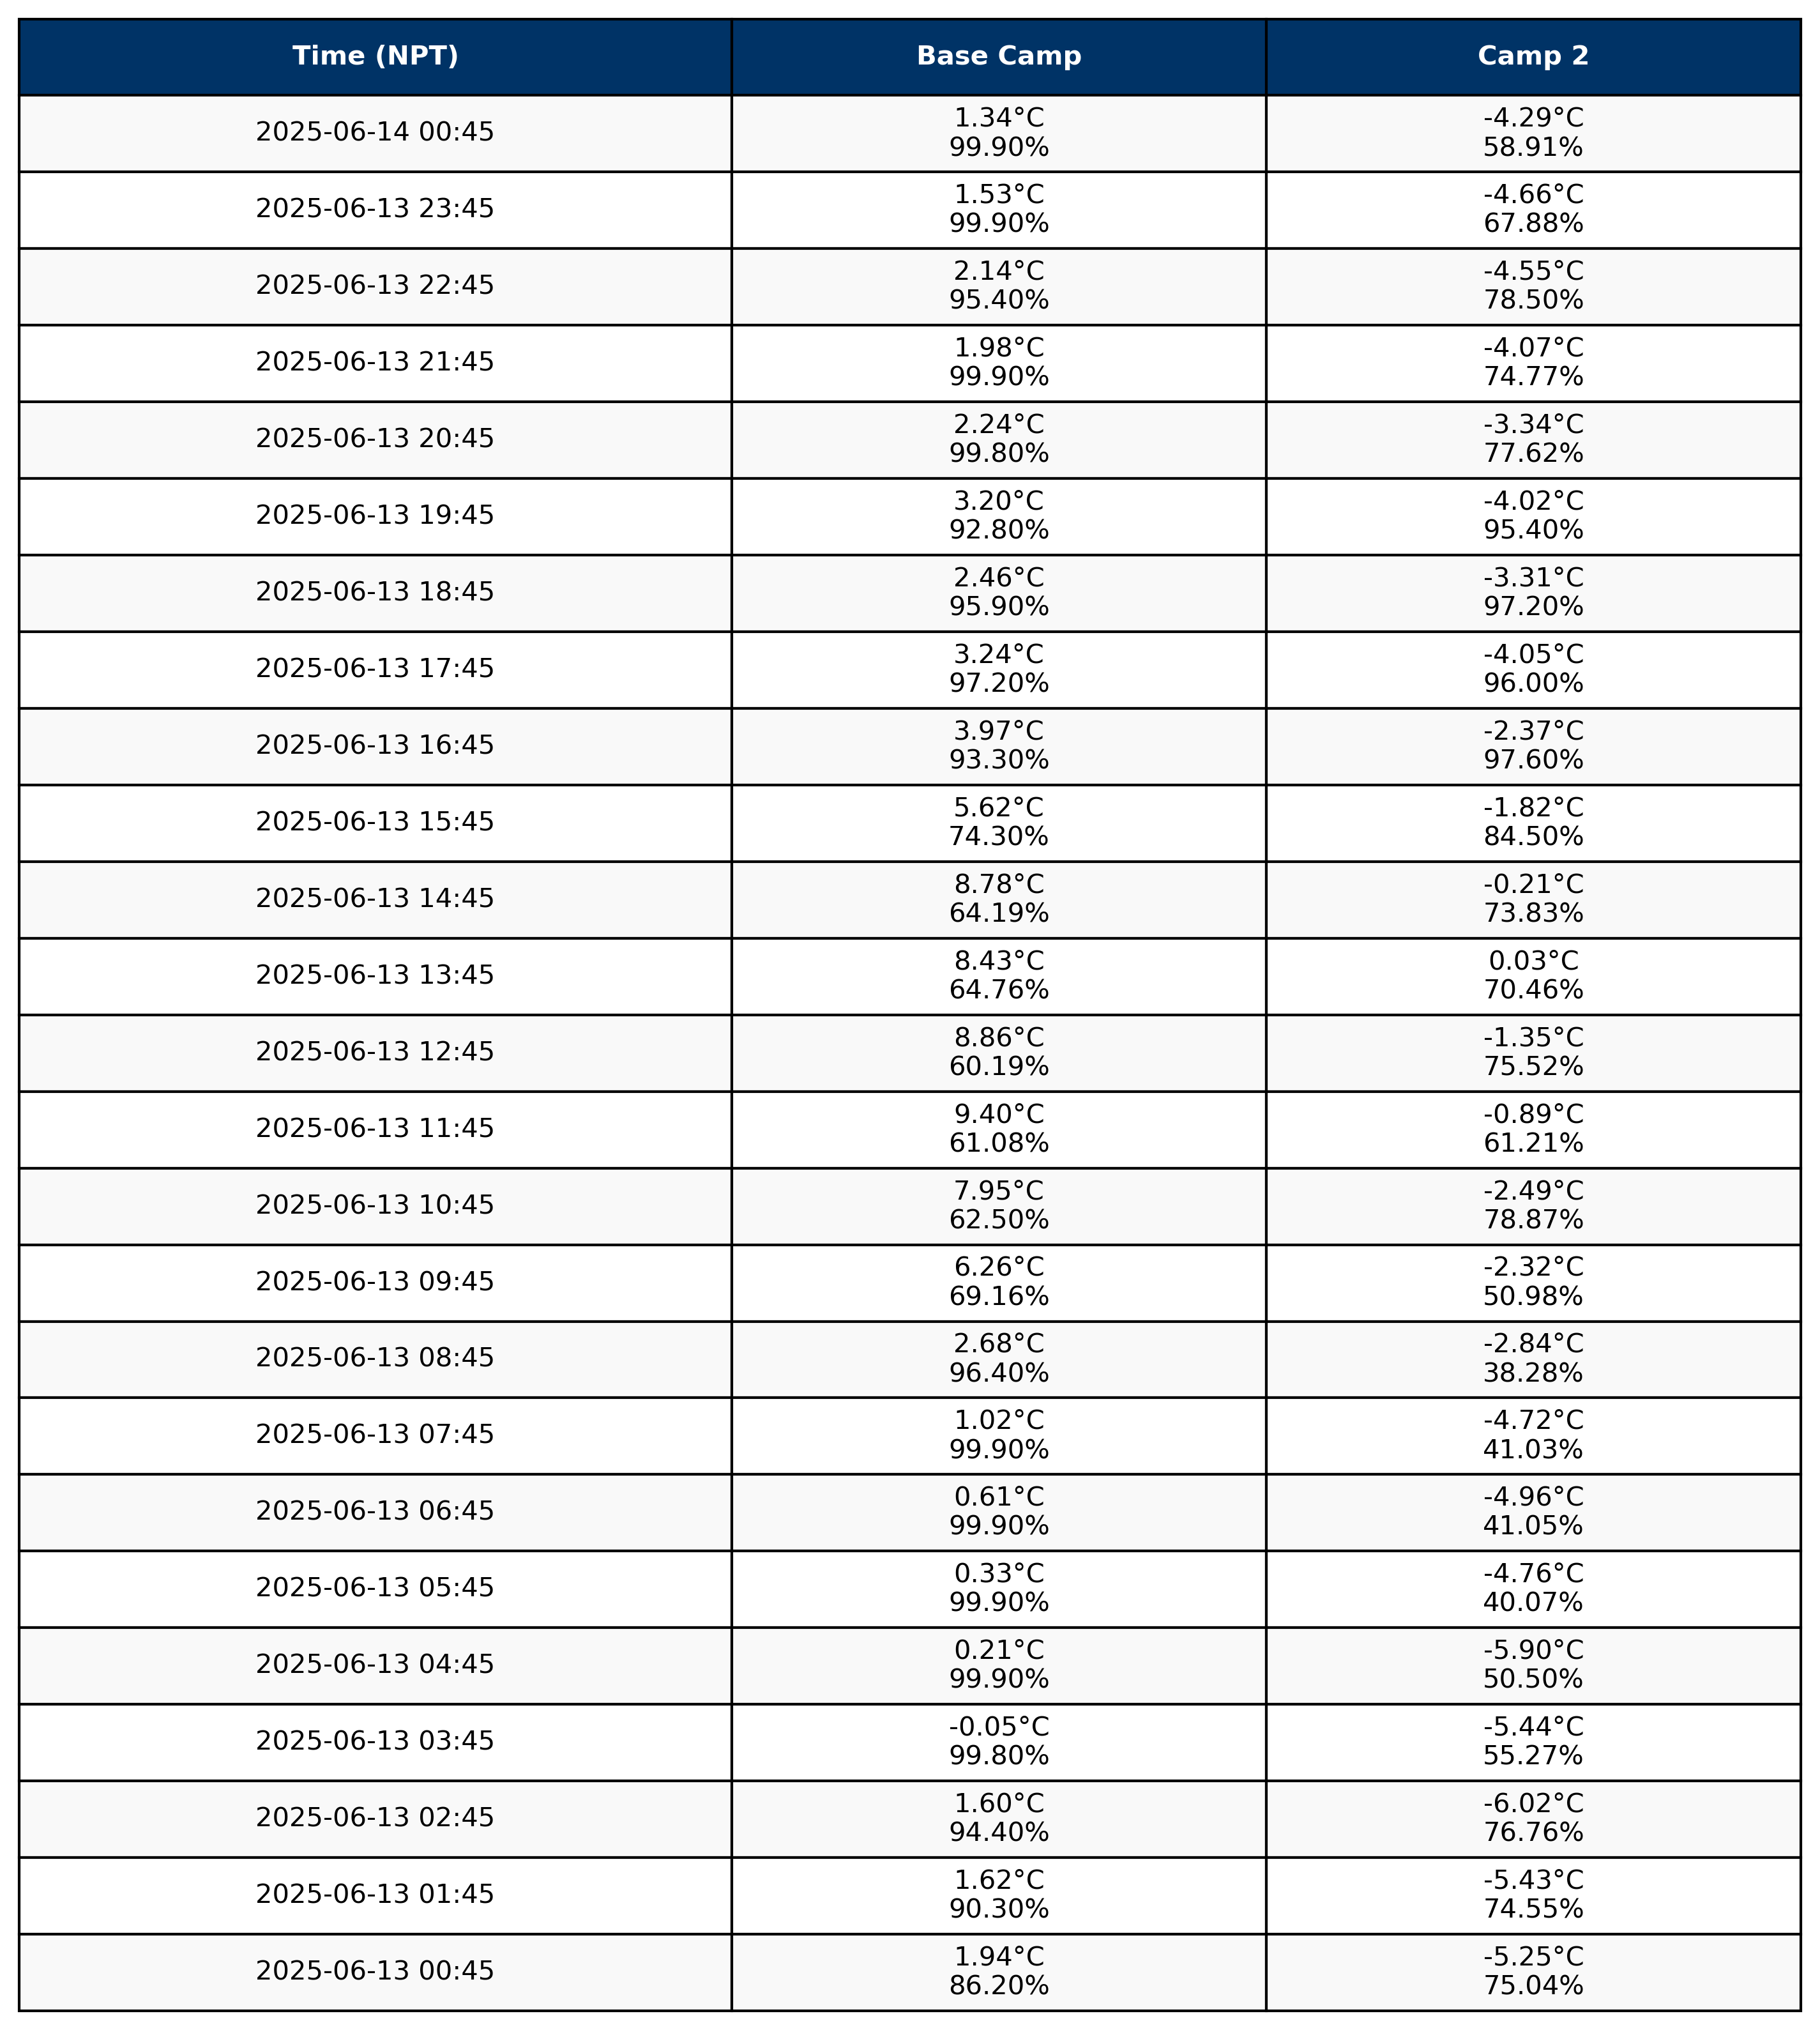 Time (NPT) Base Camp Camp 2
2025-06-14 00:45 1.34°C -4.29°C
99.90% 58.91%
2025-06-13 23:45 1.53°C -4.66°C
99.90% 67.88%
2025-06-13 22:45 2.14°C -4.55°C
95.40% 78.50%
2025-06-13 21:45 1.98°C -4.07°C
99.90% 74.77%
2025-06-13 20:45 2.24°C -3.34°C
99.80% 77.62%
2025-06-13 19:45 3.20°C -4.02°C
92.80% 95.40%
2025-06-13 18:45 2.46°C -3.31°C
95.90% 97.20%
2025-06-13 17:45 3.24°C -4.05°C
97.20% 96.00%
2025-06-13 16:45 3.97°C -2.37°C
93.30% 97.60%
2025-06-13 15:45 5.62°C -1.82°C
74.30% 84.50%
2025-06-13 14:45 8.78°C -0.21°C
64.19% 73.83%
2025-06-13 13:45 8.43°C 0.03°C
64.76% 70.46%
2025-06-13 12:45 8.86°C -1.35°C
60.19% 75.52%
2025-06-13 11:45 9.40°C -0.89°C
61.08% 61.21%
2025-06-13 10:45 7.95°C -2.49°C
62.50% 78.87%
2025-06-13 09:45 6.26°C -2.32°C
69.16% 50.98%
2025-06-13 08:45 2.68°C -2.84°C
96.40% 38.28%
2025-06-13 07:45 1.02°C -4.72°C
99.90% 41.03%
2025-06-13 06:45 0.61°C -4.96°C
99.90% 41.05%
2025-06-13 05:45 0.33°C -4.76°C
99.90% 40.07%
2025-06-13 04:45 0.21°C -5.90°C
99.90% 50.50%
2025-06-13 03:45 -0.05°C -5.44°C
99.80% 55.27%
2025-06-13 02:45 1.60°C -6.02°C
94.40% 76.76%
2025-06-13 01:45 1.62°C -5.43°C
90.30% 74.55%
2025-06-13 00:45 1.94°C -5.25°C
86.20% 75.04%